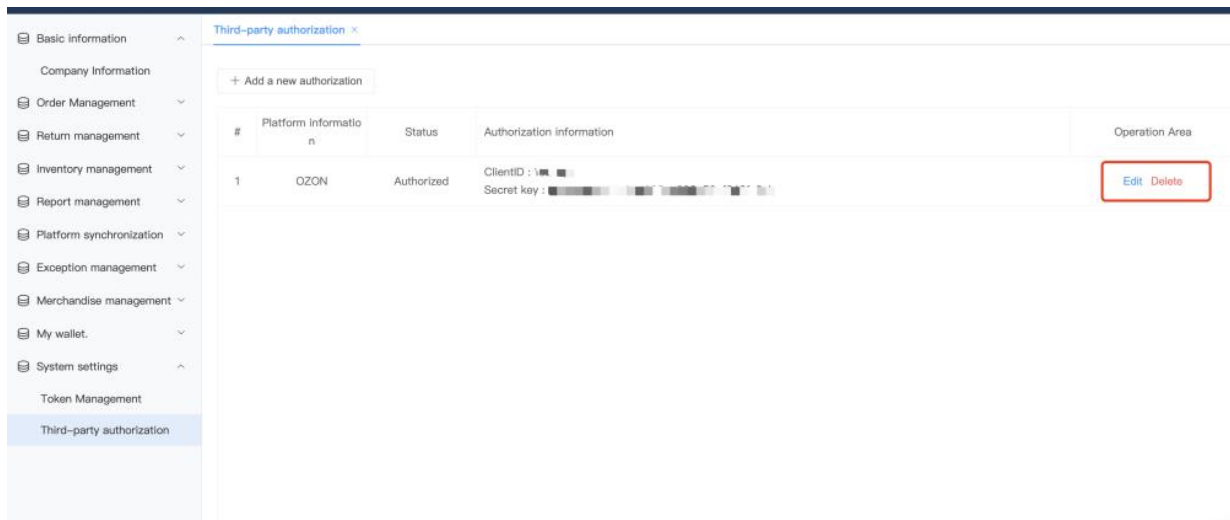 Basic information
Company Information
Order Management
Return management
Inventory management
Report management
Platform synchronization
Exception management
Merchandise management
My wallet.
System settings
Token Management
Third-party authorization
Third-party authorization ×
+ Add a new authorization
# Platform informatio
n Status Authorization information Operation Area
1 OZON Authorized
ClientID :
Secret key :
Edit Delete